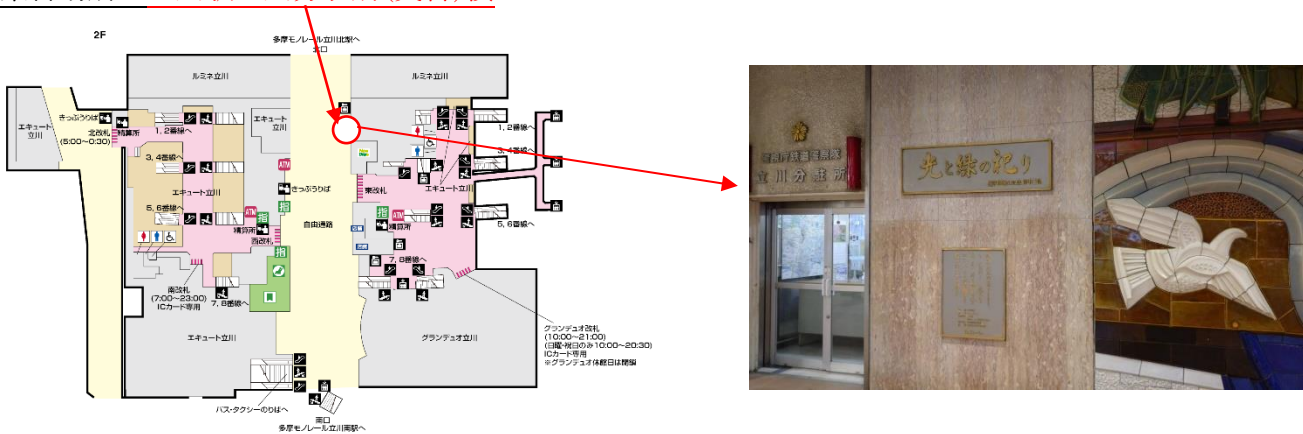 2F
多摩モノレール立川北駅へ
北口
ルミネ立川
ルミネ立川
エキュート
立川
きっぷうりば
北改札
(5:00~0:30)
精算所
1, 2番線へ
エキュート
立川
1, 2番線へ
3, 4番線へ
3, 4番線へ
ATM
きっぷうりば
東改札
エキュート立川
エキュート立川
5, 6番線へ
ATM
指
指
精算所
自由通路
精算所
5, 6番線へ
西改札
指
7, 8番線へ
南改札
(7:00~23:00)
ICカード専用
7, 8番線へ
エキュート立川
グランデュオ立川
グランデュオ改札
(10:00~21:00)
(日曜・祝日のみ10:00~20:30)
ICカード専用
※グランデュオ休館日は閉鎖
バス・タクシーのりばへ
南口
多摩モノレール立川南駅へ
立川分駐所
光と緑の祀り